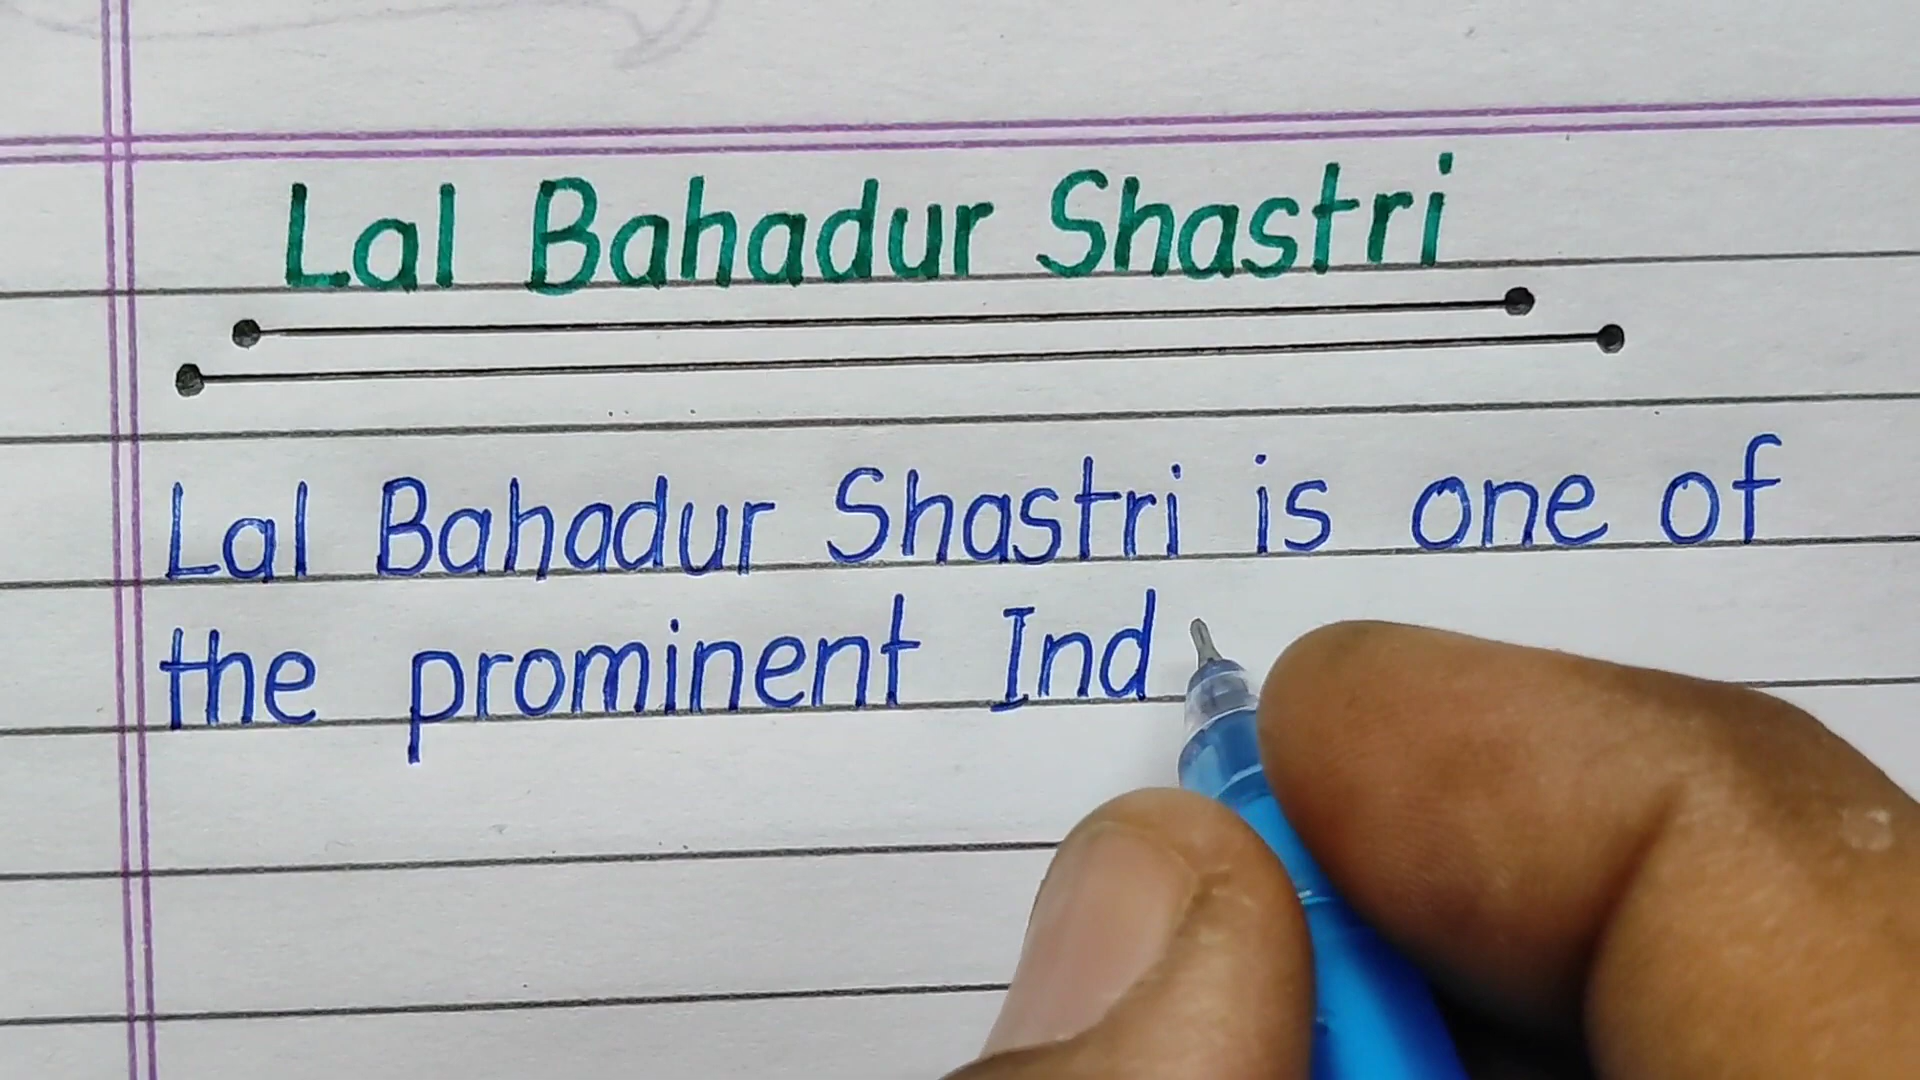 Lal Bahadur Shastri
Lal Bahadur Shastri is one of
the prominent Ind